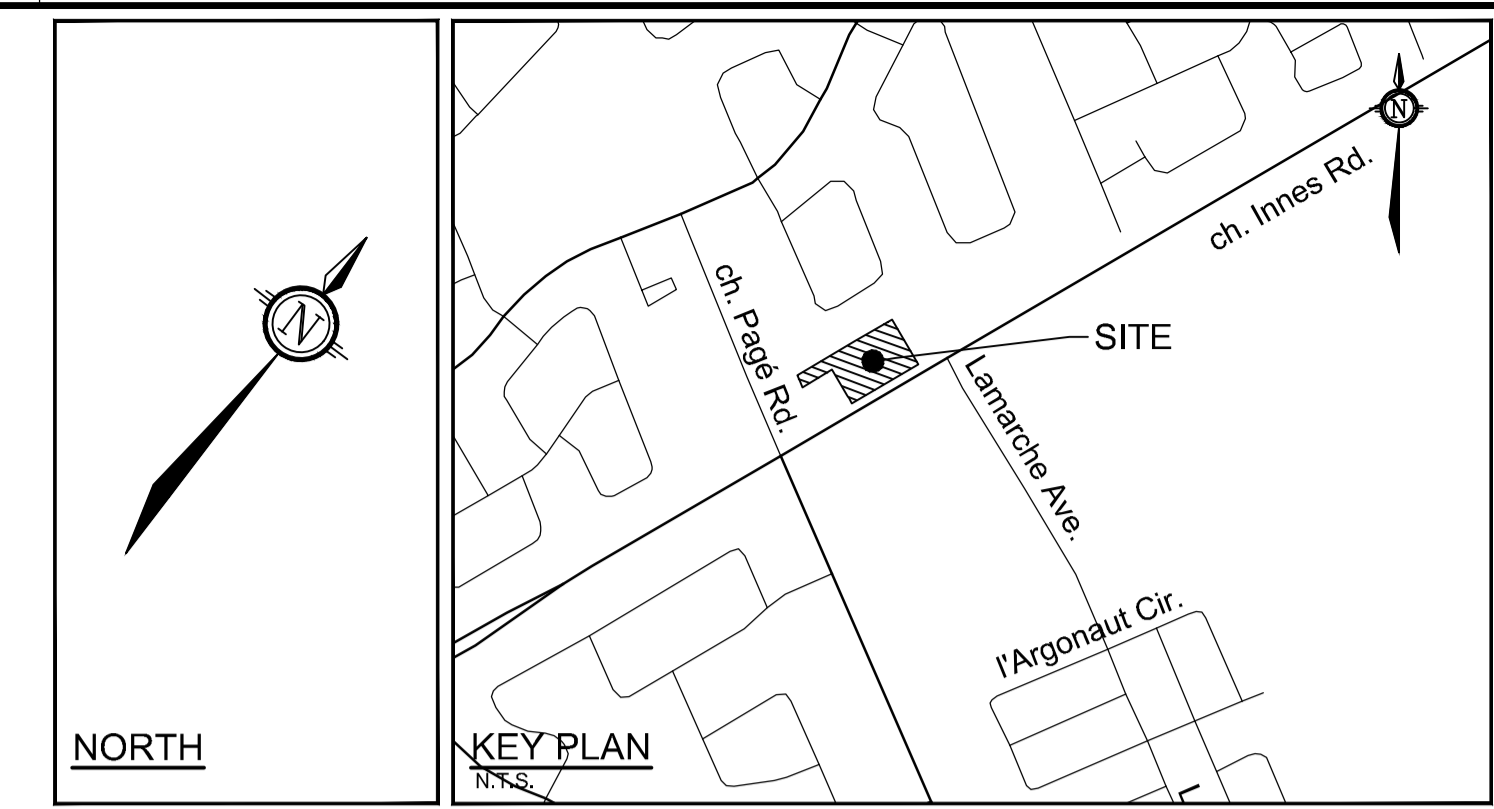 N
NORTH
N
ch. Innes Rd.
ch. Pagé Rd.
SITE
Lamarche Ave.
l'Argonaut Cir.
L
KEY PLAN
N.T.S.